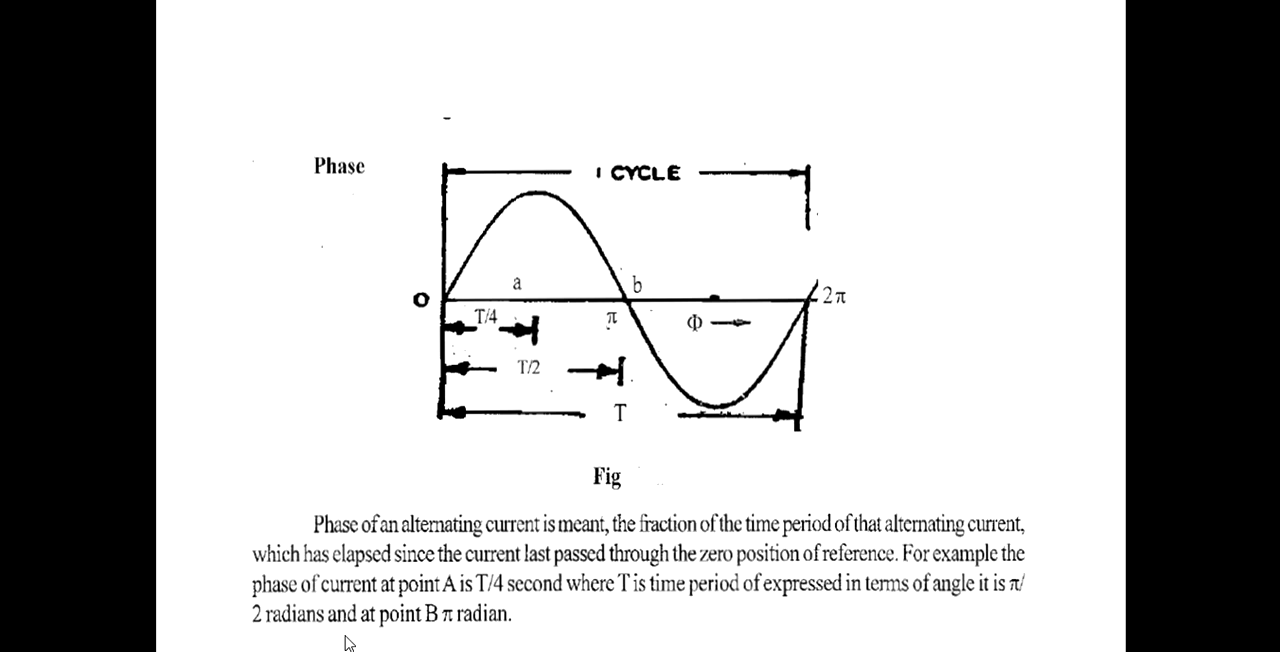 Phase
1 CYCLE
a
b
O
2π
T/4
π
Φ
T/2
T
Fig
Phase of an alternating current is meant, the fraction of the time period of that alternating current,
which has elapsed since the current last passed through the zero position of reference. For example the
phase of current at point A is T/4 second where T is time period of expressed in terms of angle it is π/
2 radians and at point B π radian.